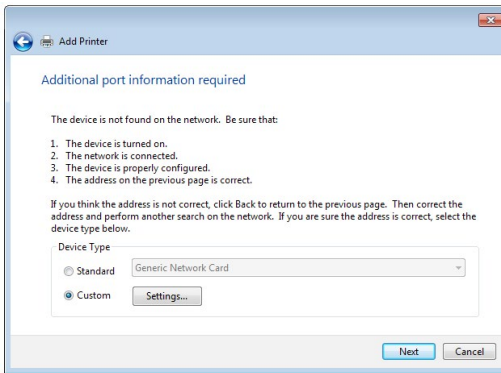 Add Printer
Additional port information required
The device is not found on the network. Be sure that:
1. The device is turned on.
2. The network is connected.
3. The device is properly configured.
4. The address on the previous page is correct.
If you think the address is not correct, click Back to return to the previous page. Then correct the
address and perform another search on the network. If you are sure the address is correct, select the
device type below.
Device Type
Standard
Generic Network Card
Custom
Settings...
Next
Cancel